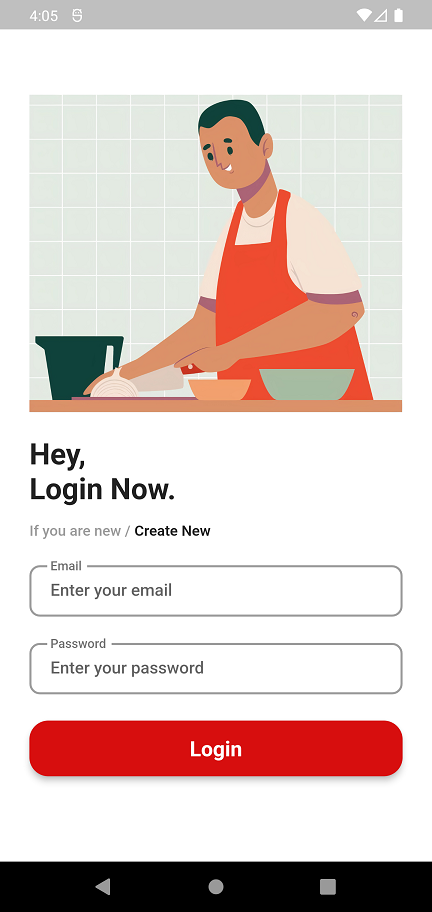 4:05
Hey,
Login Now.
If you are new / Create New
Email
Enter your email
Password
Enter your password
Login